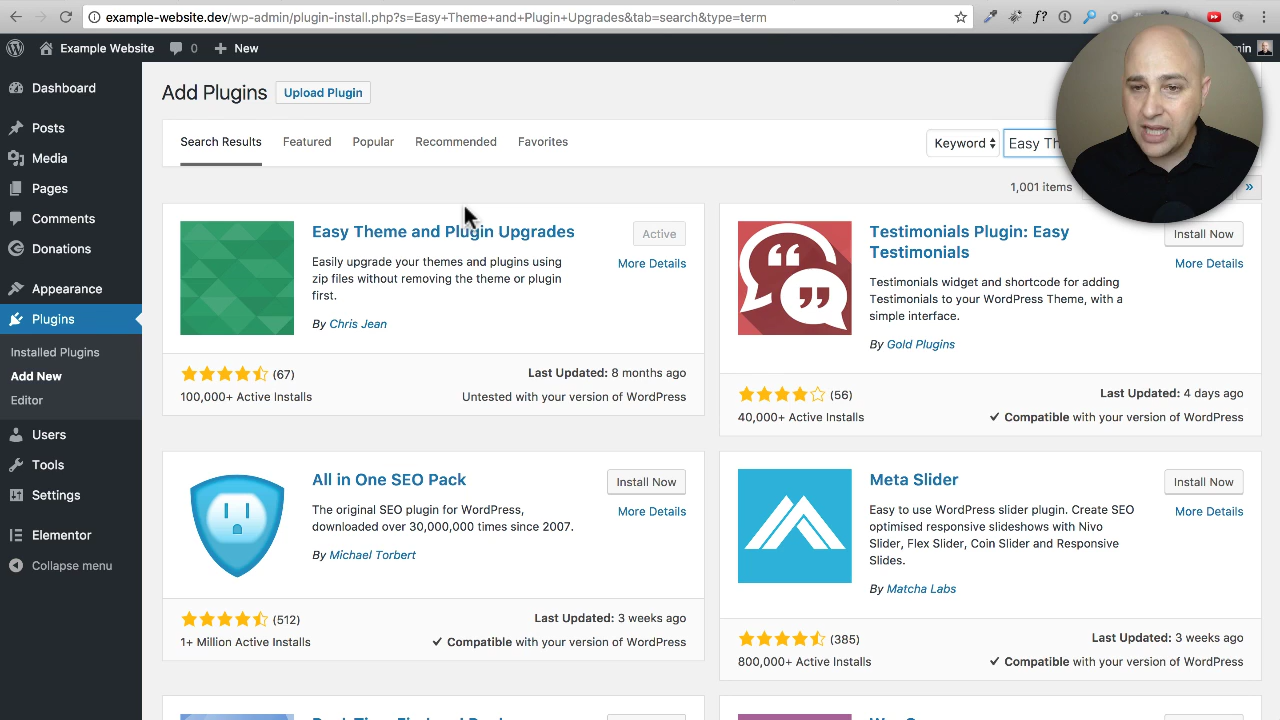 example-website.dev/wp-admin/plugin-install.php?s=Easy+Theme+and+Plugin+Upgrades&tab=search&type=term
f?
Example Website
0
New
min
Dashboard
Posts
Media
Pages
Comments
Donations
Appearance
Plugins
Installed Plugins
Add New
Editor
Users
Tools
Settings
Elementor
Collapse menu
Add Plugins
Upload Plugin
Search Results
Featured
Popular
Recommended
Favorites
Keyword
Easy Th
1,001 items
»
Easy Theme and Plugin Upgrades
Active
More Details
Easily upgrade your themes and plugins using
zip files without removing the theme or plugin
first.
By Chris Jean
(67)
Last Updated: 8 months ago
100,000+ Active Installs
Untested with your version of WordPress
Testimonials Plugin: Easy
Testimonials
Install Now
More Details
Testimonials widget and shortcode for adding
Testimonials to your WordPress Theme, with a
simple interface.
By Gold Plugins
(56)
Last Updated: 4 days ago
40,000+ Active Installs
✔ Compatible with your version of WordPress
All in One SEO Pack
Install Now
More Details
The original SEO plugin for WordPress,
downloaded over 30,000,000 times since 2007.
By Michael Torbert
(512)
Last Updated: 3 weeks ago
1+ Million Active Installs
✔ Compatible with your version of WordPress
Meta Slider
Install Now
More Details
Easy to use WordPress slider plugin. Create SEO
optimised responsive slideshows with Nivo
Slider, Flex Slider, Coin Slider and Responsive
Slides.
By Matcha Labs
(385)
Last Updated: 3 weeks ago
800,000+ Active Installs
✔ Compatible with your version of WordPress